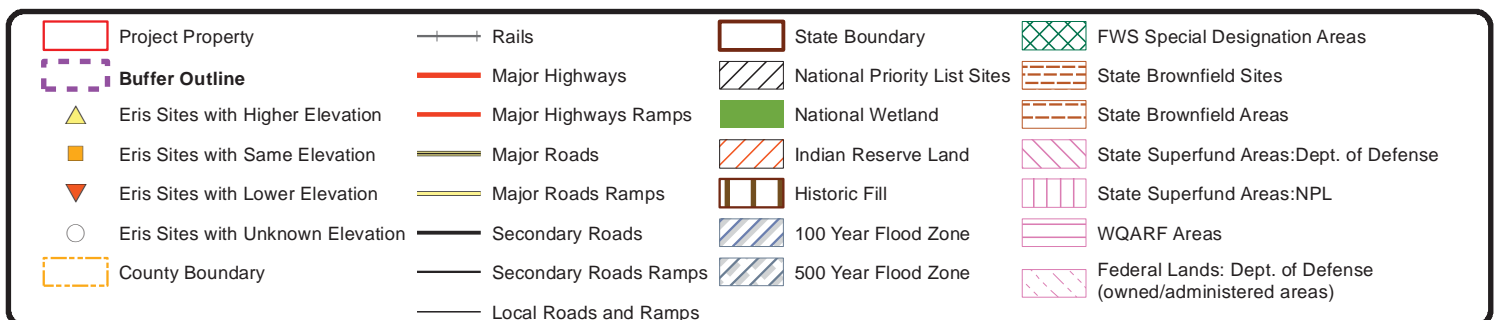 Project Property
Buffer Outline
Eris Sites with Higher Elevation
Eris Sites with Same Elevation
Eris Sites with Lower Elevation
Eris Sites with Unknown Elevation
County Boundary
Rails
Major Highways
Major Highways Ramps
Major Roads
Major Roads Ramps
Secondary Roads
Secondary Roads Ramps
Local Roads and Ramps
State Boundary
National Priority List Sites
National Wetland
Indian Reserve Land
Historic Fill
100 Year Flood Zone
500 Year Flood Zone
FWS Special Designation Areas
State Brownfield Sites
State Brownfield Areas
State Superfund Areas:Dept. of Defense
State Superfund Areas:NPL
WQARF Areas
Federal Lands: Dept. of Defense
(owned/administered areas)